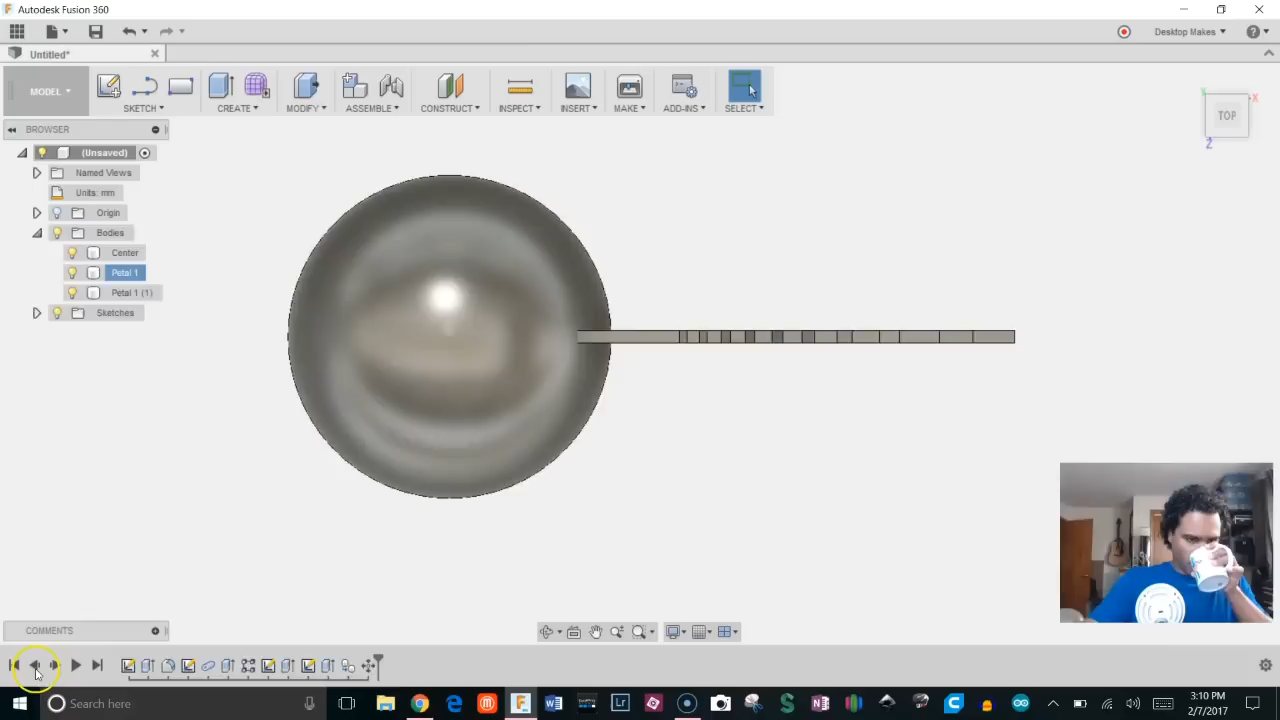 Autodesk Fusion 360
Desktop Makes
Untitled*
MODEL
SKETCH
CREATE
MODIFY
ASSEMBLE
CONSTRUCT
INSPECT
INSERT
MAKE
ADD-INS
SELECT
BROWSER
(Unsaved)
Named Views
Units: mm
Origin
Bodies
Center
Petal 1
Petal 1 (1)
Sketches
Y
X
TOP
Z
COMMENTS
Search here
3:10 PM
2/7/2017